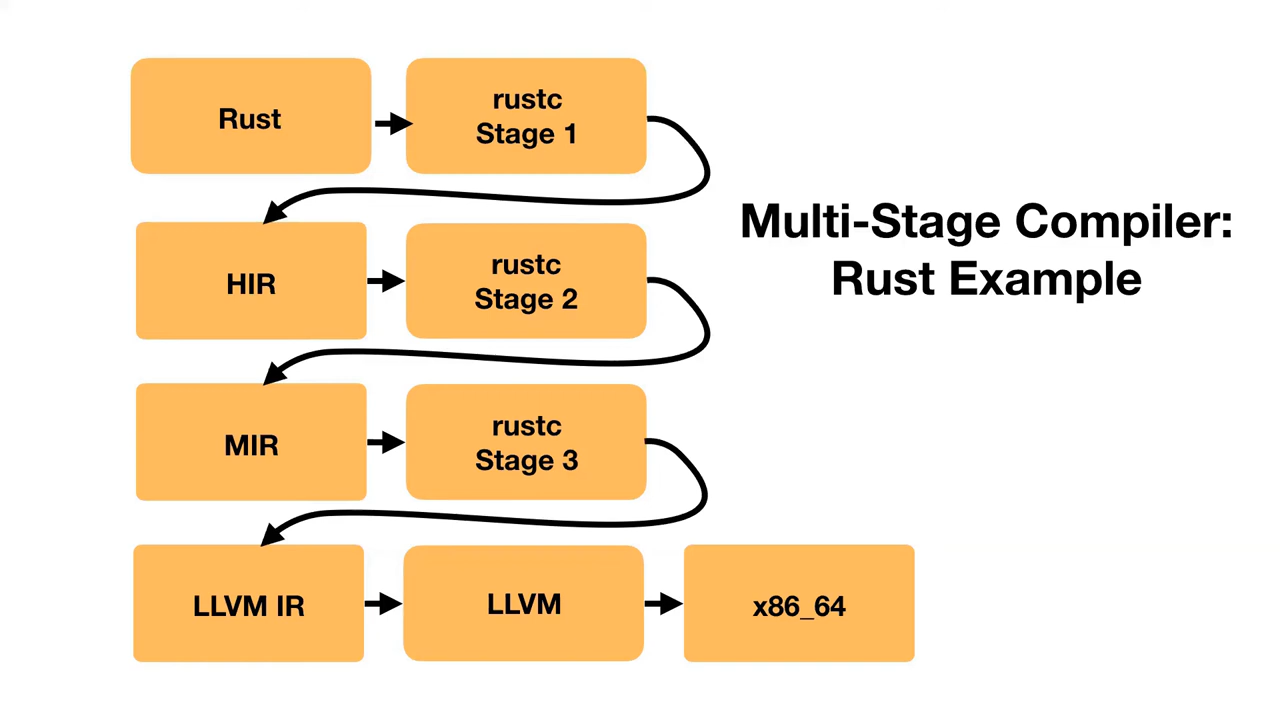 Rust
rustc
Stage 1
Multi-Stage Compiler:
Rust Example
HIR
rustc
Stage 2
MIR
rustc
Stage 3
LLVM IR
LLVM
x86_64